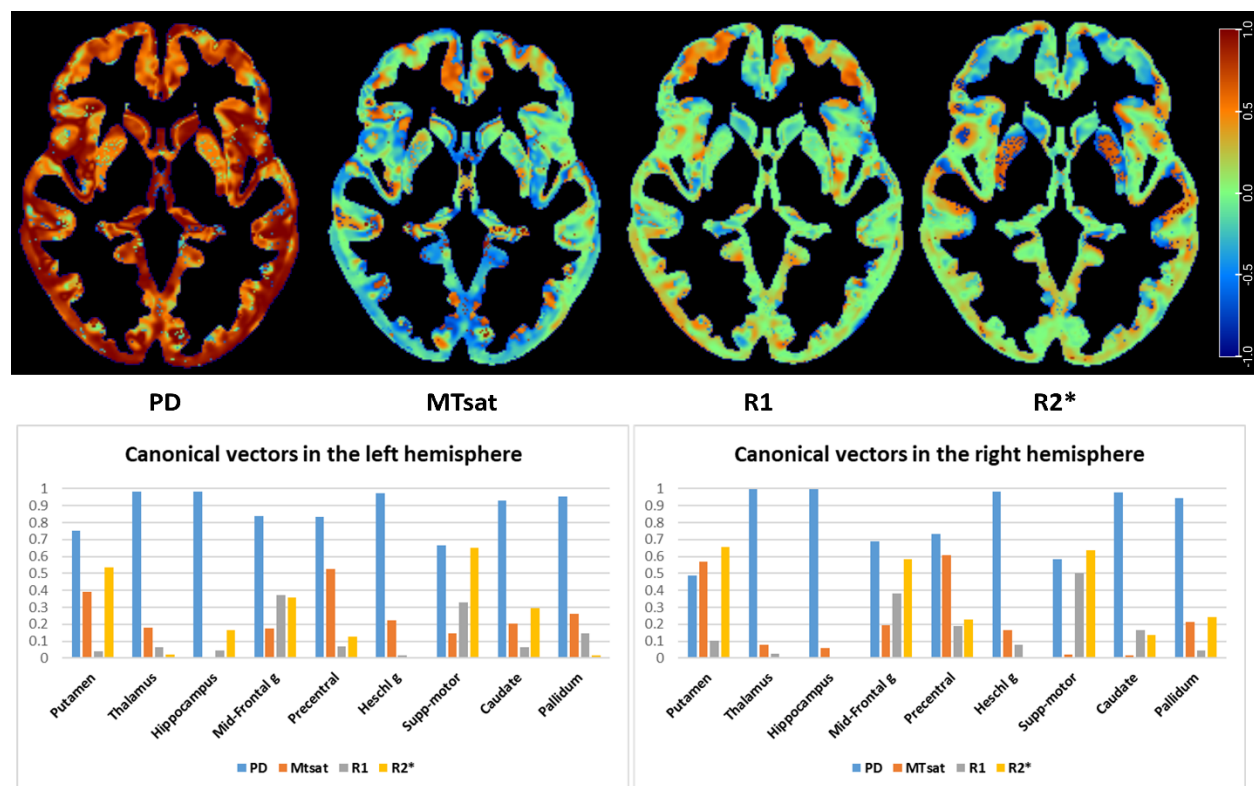 1.0
0.5
0.0
-0.5
-1.0
PD MTsat R1 R2*
Canonical vectors in the left hemisphere
1
0.9
0.8
0.7
0.6
0.5
0.4
0.3
0.2
0.1
0
Putamen
Thalamus
Hippocampus
Mid-Frontal g
Precentral
Heschl g
Supp-motor
Caudate
Pallidum
PD Mtsat R1 R2*
Canonical vectors in the right hemisphere
1
0.9
0.8
0.7
0.6
0.5
0.4
0.3
0.2
0.1
0
Putamen
Thalamus
Hippocampus
Mid-Frontal g
Precentral
Heschl g
Supp-motor
Caudate
Pallidum
PD MTsat R1 R2*